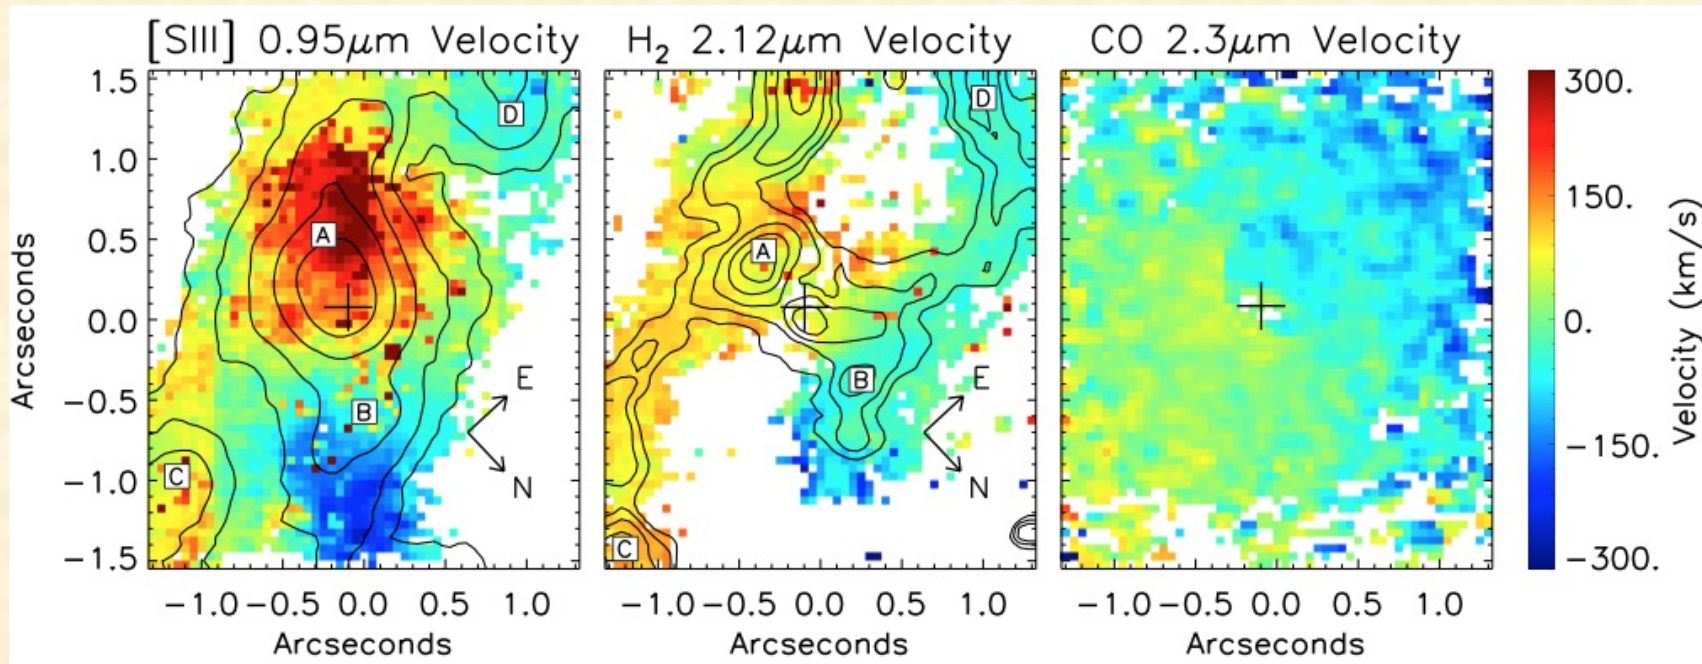 [SIII] 0.95μm Velocity
H₂ 2.12μm Velocity
CO 2.3μm Velocity
1.5
1.0
0.5
0.0
−0.5
−1.0
−1.5
Arcseconds
A
B
C
D
E
N
−1.0 −0.5 0.0 0.5 1.0
Arcseconds
A
B
C
D
E
N
−1.0 −0.5 0.0 0.5 1.0
Arcseconds
−1.0 −0.5 0.0 0.5 1.0
Arcseconds
300.
150.
0.
−150.
−300.
Velocity (km/s)